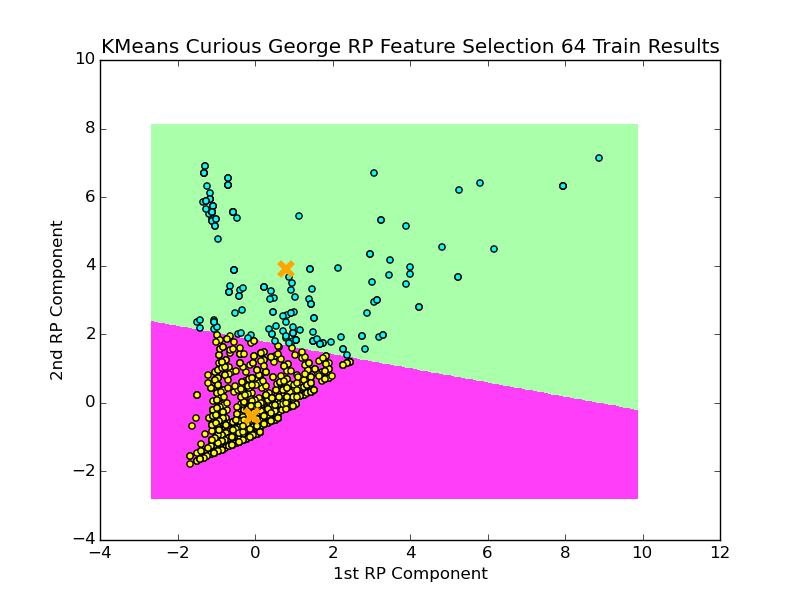 KMeans Curious George RP Feature Selection 64 Train Results
10
8
6
4
2
0
−2
−4
2nd RP Component
−4 −2 0 2 4 6 8 10 12
1st RP Component